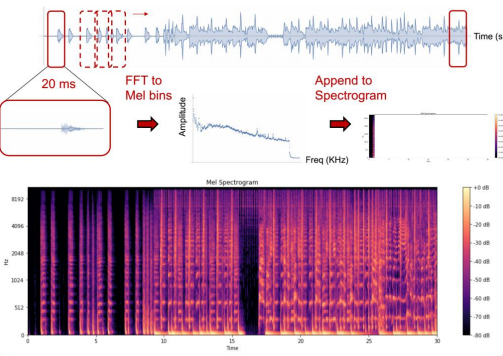 Time (s
20 ms
FFT to
Mel bins
Amplitude
Freq (KHz)
Append to
Spectrogram
Mel Spectrogram
8192
4096
2048
1024
512
0
Hz
0
5
10
15
20
25
30
Time
+0 dB
-10 dB
-20 dB
-30 dB
-40 dB
-50 dB
-60 dB
-70 dB
-80 dB